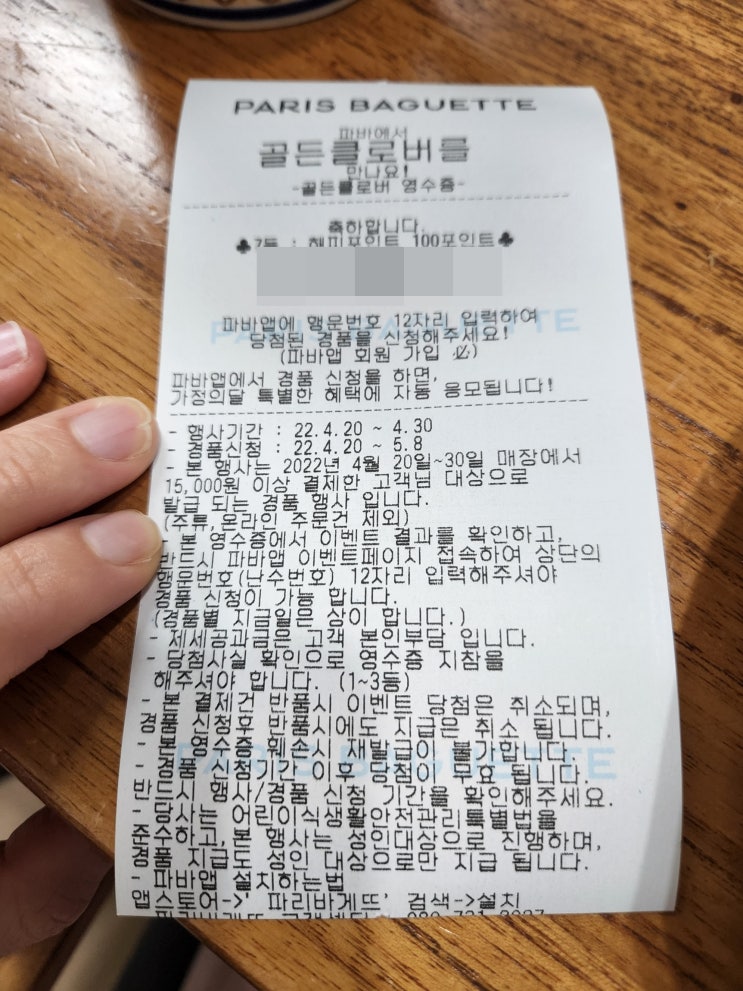 PARIS BAGUETTE
파바에서
골든클로버를
만나요!
-골든클로버 영수증-
축하합니다.
♣7등 : 해피포인트 100포인트♣
파바앱에 행운번호 12자리 입력하여
당첨된 경품을 신청해주세요!
(파바앱 회원 가입 必)
파바앱에서 경품 신청을 하면,
가정의달 특별한 혜택에 자동 응모됩니다!
- 행사기간 : 22.4.20 ~ 4.30
- 경품신청 : 22.4.20 ~ 5.8
- 본 행사는 2022년 4월 20일~30일 매장에서
15,000원 이상 결제한 고객님 대상으로
발급 되는 경품 행사 입니다.
(주류,온라인 주문건 제외)
- 본 영수증에서 이벤트 결과를 확인하고,
반드시 파바앱 이벤트페이지 접속하여 상단의
행운번호(난수번호) 12자리 입력해주셔야
경품 신청이 가능 합니다.
(경품별 지급일은 상이 합니다.)
- 제세공과금은 고객 본인부담 입니다.
- 당첨사실 확인으로 영수증 지참을
해주셔야 합니다. (1~3등)
- 본 결제건 반품시 이벤트 당첨은 취소되며,
경품 신청후 반품시에도 지급은 취소 됩니다.
- 본 영수증 훼손시 재발급이 불가합니다.
- 경품 신청기간 이후 당첨이 무효 됩니다.
반드시 행사/경품 신청 기간을 확인해주세요.
- 당사는 어린이식생활안전관리특별법을
준수하고,본 행사는 성인대상으로 진행하며,
경품 지급도 성인 대상으로만 지급 됩니다.
- 파바앱 설치하는법
앱스토어->' 파리바게뜨' 검색->설치